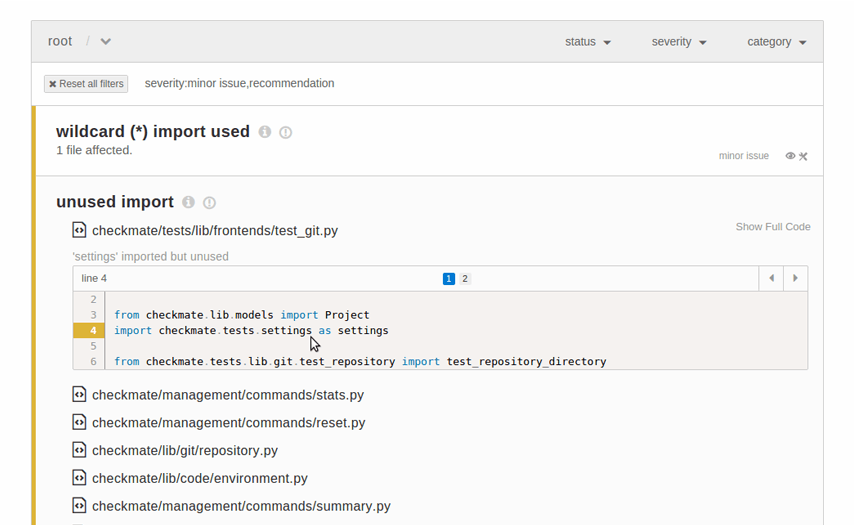 root / status severity category
✖ Reset all filters severity:minor issue,recommendation
wildcard (*) import used
1 file affected.
minor issue
unused import
checkmate/tests/lib/frontends/test_git.py
Show Full Code
'settings' imported but unused
line 4 1 2
2
3 from checkmate.lib.models import Project
4 import checkmate.tests.settings as settings
5
6 from checkmate.tests.lib.git.test_repository import test_repository_directory
checkmate/management/commands/stats.py
checkmate/management/commands/reset.py
checkmate/lib/git/repository.py
checkmate/lib/code/environment.py
checkmate/management/commands/summary.py